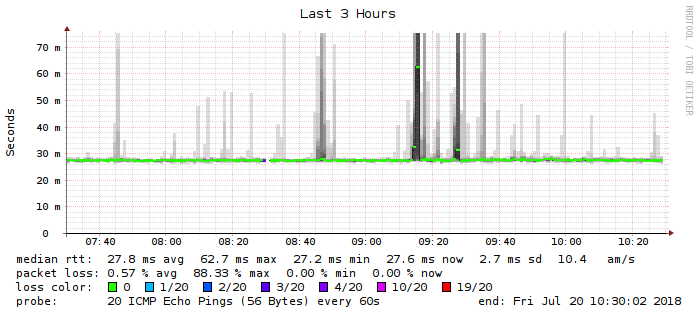 Last 3 Hours
RRDTOOL / TOBI OETIKER
Seconds
70 m
60 m
50 m
40 m
30 m
20 m
10 m
0
07:40 08:00 08:20 08:40 09:00 09:20 09:40 10:00 10:20
median rtt: 27.8 ms avg 62.7 ms max 27.2 ms min 27.6 ms now 2.7 ms sd 10.4 am/s
packet loss: 0.57 % avg 88.33 % max 0.00 % min 0.00 % now
loss color: 0 1/20 2/20 3/20 4/20 10/20 19/20
probe: 20 ICMP Echo Pings (56 Bytes) every 60s end: Fri Jul 20 10:30:02 2018